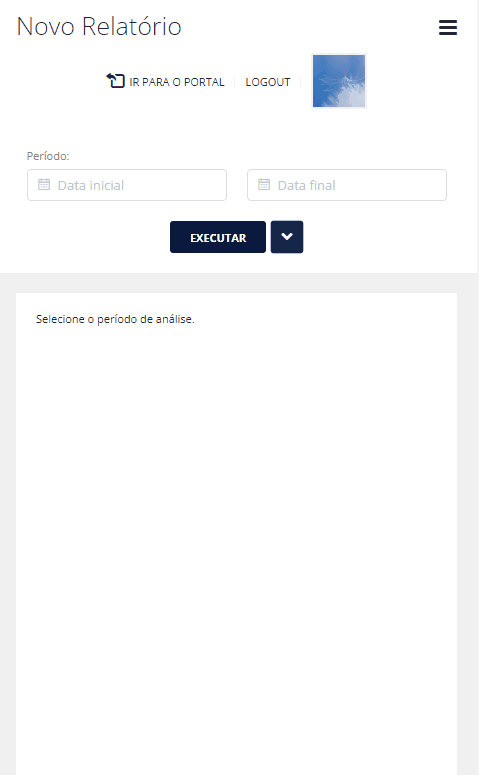 Novo Relatório
IR PARA O PORTAL
LOGOUT
Período:
Data inicial
Data final
EXECUTAR
Selecione o período de análise.